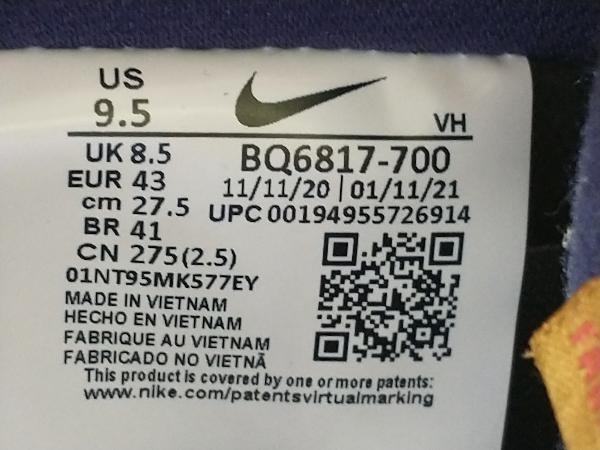 US
9.5
VH
UK 8.5
BQ6817-700
EUR 43
11/11/20 | 01/11/21
cm 27.5
UPC 00194955726914
BR 41
CN 275(2.5)
01NT95MK577EY
MADE IN VIETNAM
HECHO EN VIETNAM
FABRIQUE AU VIETNAM
FABRICADO NO VIETNÃ
This product is covered by one or more patents:
www.nike.com/patentsvirtualmarking